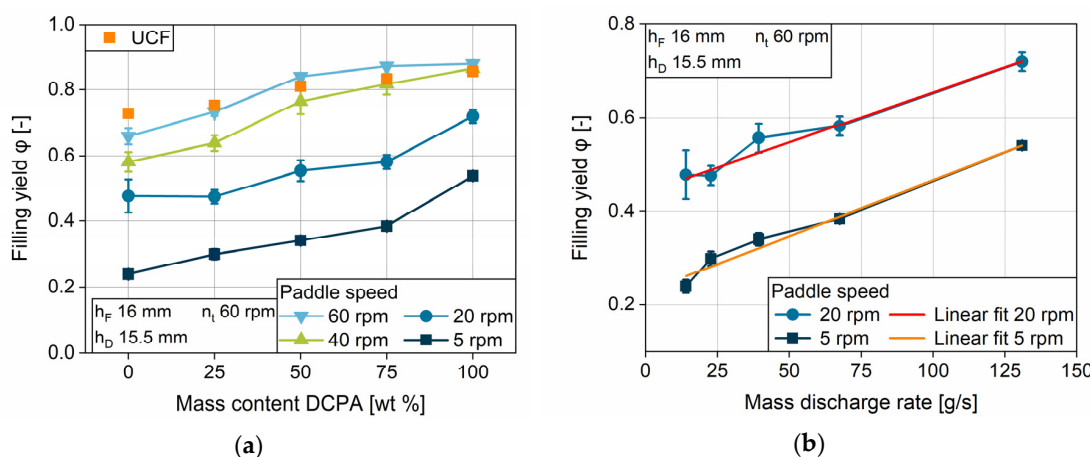 UCF
h_F 16 mm n_t 60 rpm
h_D 15.5 mm
Paddle speed
60 rpm 20 rpm
40 rpm 5 rpm
Filling yield φ [-]
1.0
0.8
0.6
0.4
0.2
0.0
0 25 50 75 100
Mass content DCPA [wt %]
(a)
h_F 16 mm n_t 60 rpm
h_D 15.5 mm
Paddle speed
20 rpm Linear fit 20 rpm
5 rpm Linear fit 5 rpm
Filling yield φ [-]
0.8
0.6
0.4
0.2
0 25 50 75 100 125 150
Mass discharge rate [g/s]
(b)